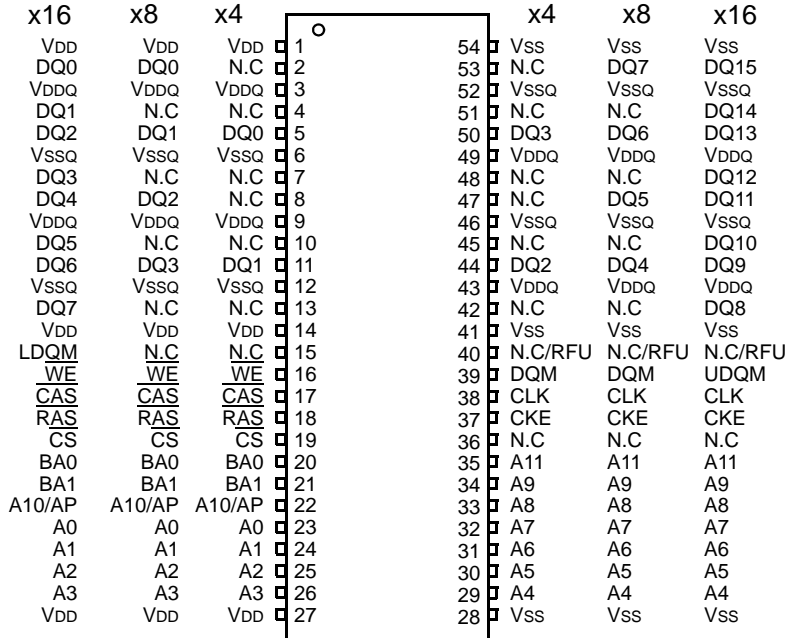 x16 x8 x4 x4 x8 x16
VDD VDD VDD 1 54 VSS VSS VSS
DQ0 DQ0 N.C 2 53 N.C DQ7 DQ15
VDDQ VDDQ VDDQ 3 52 VSSQ VSSQ VSSQ
DQ1 N.C N.C 4 51 N.C N.C DQ14
DQ2 DQ1 DQ0 5 50 DQ3 DQ6 DQ13
VSSQ VSSQ VSSQ 6 49 VDDQ VDDQ VDDQ
DQ3 N.C N.C 7 48 N.C N.C DQ12
DQ4 DQ2 N.C 8 47 N.C DQ5 DQ11
VDDQ VDDQ VDDQ 9 46 VSSQ VSSQ VSSQ
DQ5 N.C N.C 10 45 N.C N.C DQ10
DQ6 DQ3 DQ1 11 44 DQ2 DQ4 DQ9
VSSQ VSSQ VSSQ 12 43 VDDQ VDDQ VDDQ
DQ7 N.C N.C 13 42 N.C N.C DQ8
VDD VDD VDD 14 41 VSS VSS VSS
LDQM N.C N.C 15 40 N.C/RFU N.C/RFU N.C/RFU
WE WE WE 16 39 DQM DQM UDQM
CAS CAS CAS 17 38 CLK CLK CLK
RAS RAS RAS 18 37 CKE CKE CKE
CS CS CS 19 36 N.C N.C N.C
BA0 BA0 BA0 20 35 A11 A11 A11
BA1 BA1 BA1 21 34 A9 A9 A9
A10/AP A10/AP A10/AP 22 33 A8 A8 A8
A0 A0 A0 23 32 A7 A7 A7
A1 A1 A1 24 31 A6 A6 A6
A2 A2 A2 25 30 A5 A5 A5
A3 A3 A3 26 29 A4 A4 A4
VDD VDD VDD 27 28 VSS VSS VSS